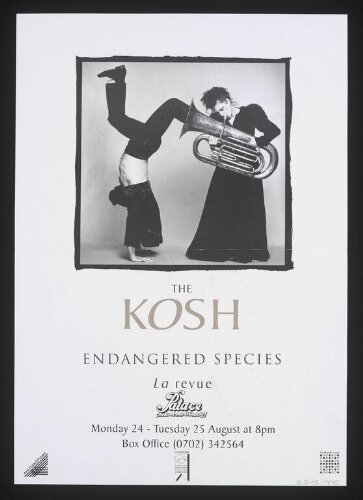 THE
KOSH
ENDANGERED SPECIES
La revue
Palace
Monday 24 - Tuesday 25 August at 8pm
Box Office (0702) 342564